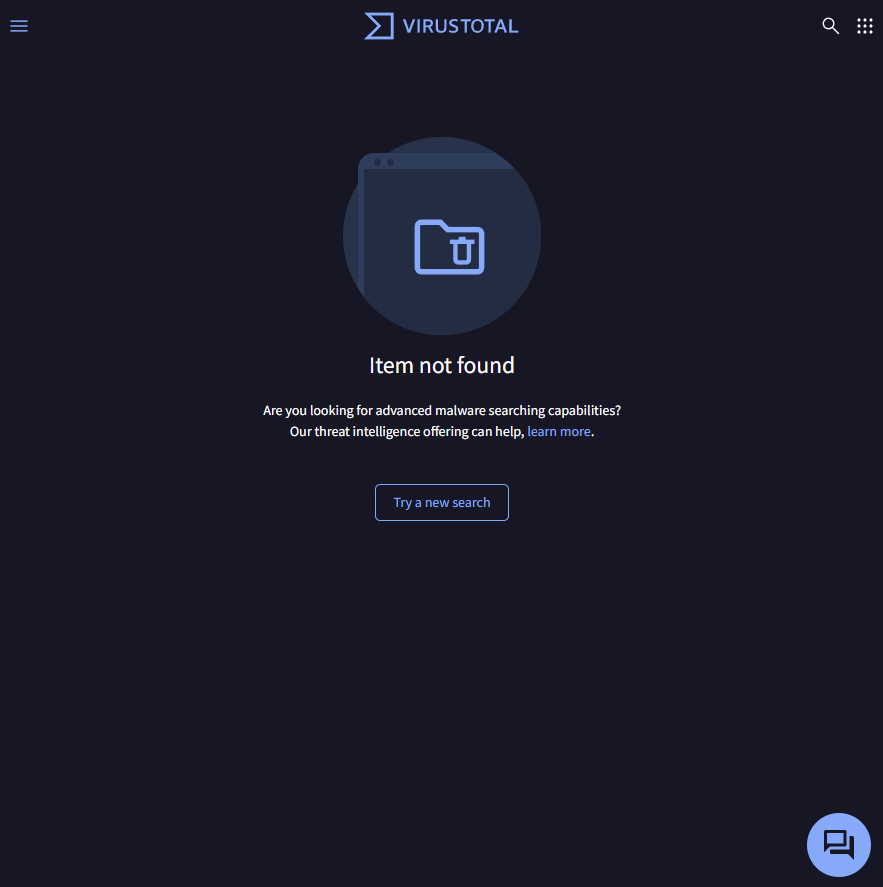 VIRUSTOTAL
Item not found
Are you looking for advanced malware searching capabilities?
Our threat intelligence offering can help, learn more.
Try a new search